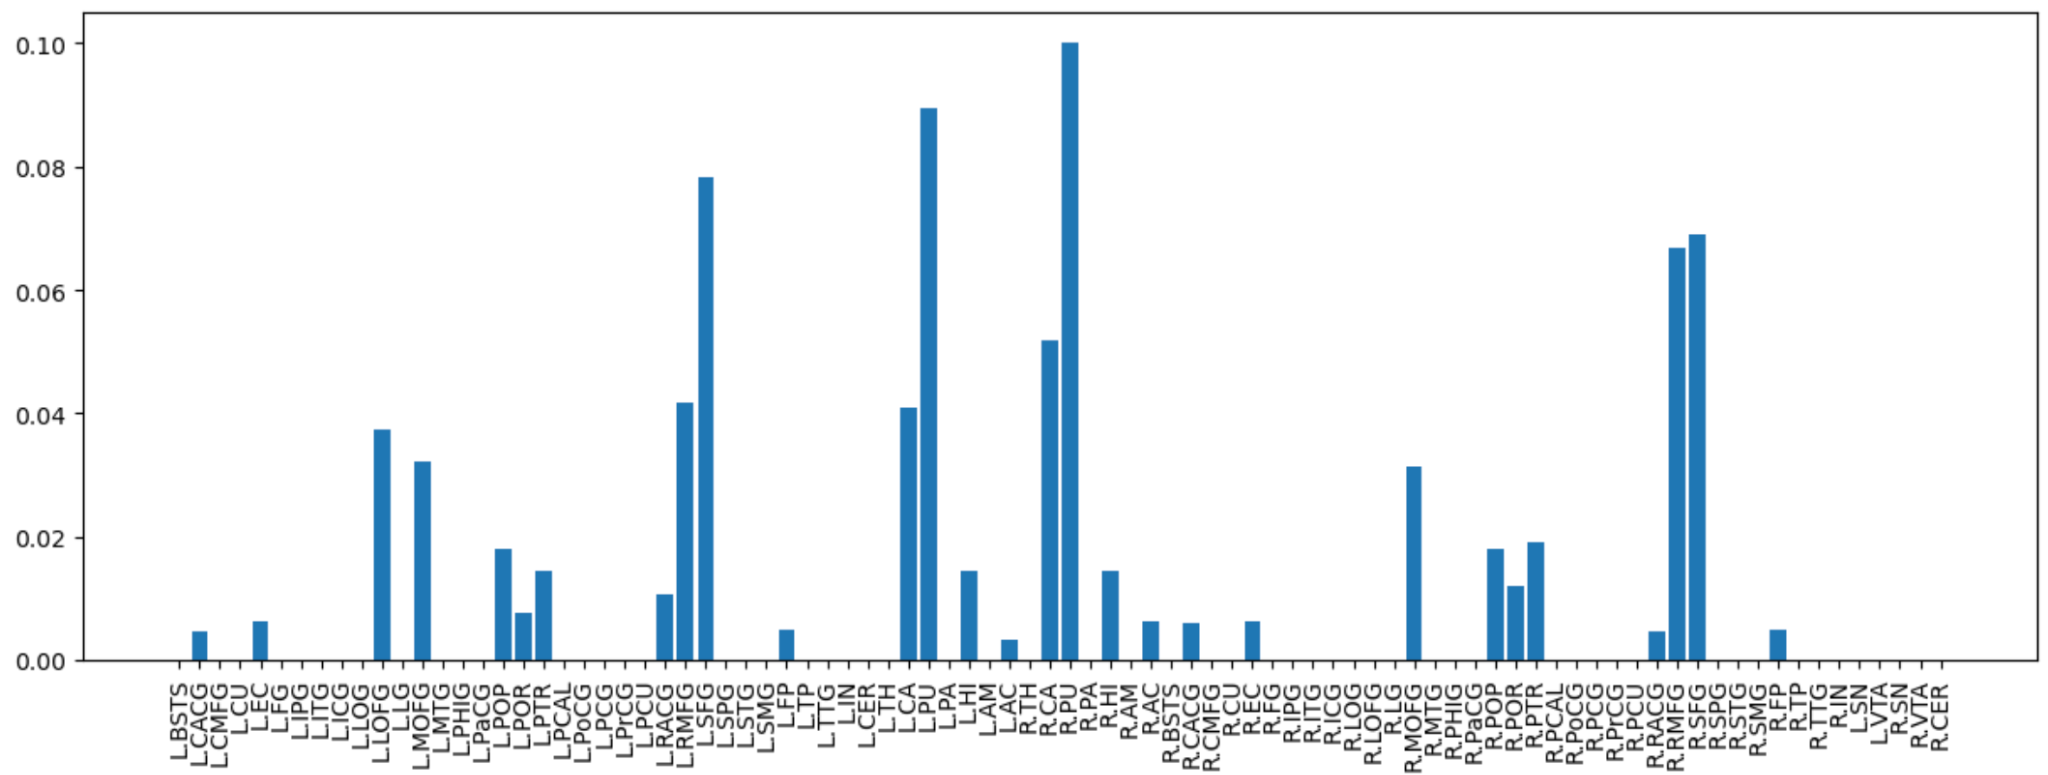 0.10
0.08
0.06
0.04
0.02
0.00
L.BSTS
L.CACG
L.CMFG
L.CU
L.EC
L.FG
L.IPG
L.ITG
L.ICG
L.LOG
L.LOFG
L.LG
L.MOFG
L.MTG
L.PHIG
L.PaCG
L.POP
L.POR
L.PTR
L.PCAL
L.PoCG
L.PCG
L.PrCG
L.PCU
L.RACG
L.RMFG
L.SFG
L.SPG
L.STG
L.SMG
L.FP
L.TP
L.TTG
L.IN
L.CER
L.TH
L.CA
L.PU
L.PA
L.HI
L.AM
L.AC
R.TH
R.CA
R.PU
R.PA
R.HI
R.AM
R.AC
R.BSTS
R.CACG
R.CMFG
R.CU
R.EC
R.FG
R.IPG
R.ITG
R.ICG
R.LOG
R.LOFG
R.LG
R.MOFG
R.MTG
R.PHIG
R.PaCG
R.POP
R.POR
R.PTR
R.PCAL
R.PoCG
R.PCG
R.PrCG
R.PCU
R.RACG
R.RMFG
R.SFG
R.SPG
R.STG
R.SMG
R.FP
R.TP
R.TTG
R.IN
L.SN
L.VTA
R.SN
R.VTA
R.CER